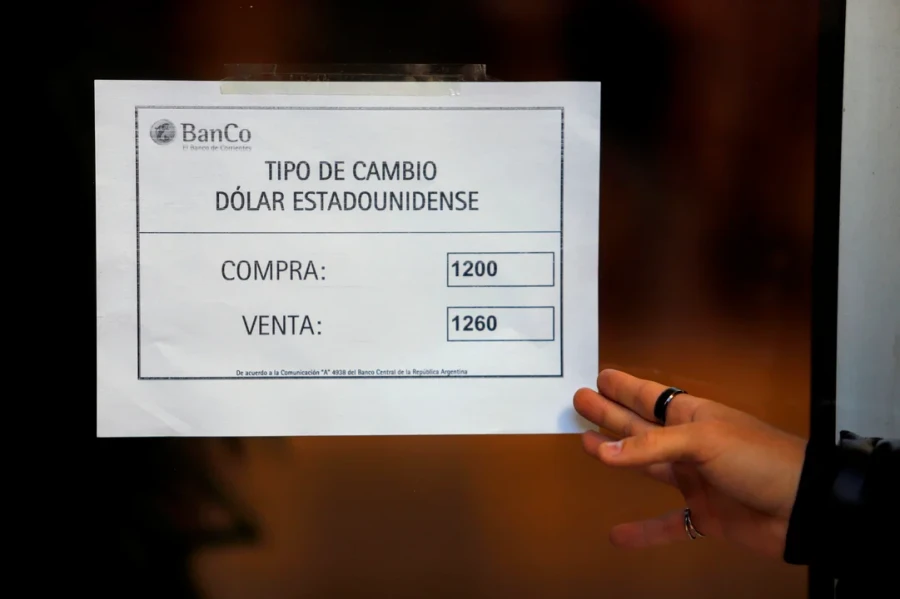 BanCo
El Banco de Corrientes
TIPO DE CAMBIO
DÓLAR ESTADOUNIDENSE
COMPRA: 1200
VENTA: 1260
De acuerdo a la Comunicación "A" 4938 del Banco Central de la República Argentina